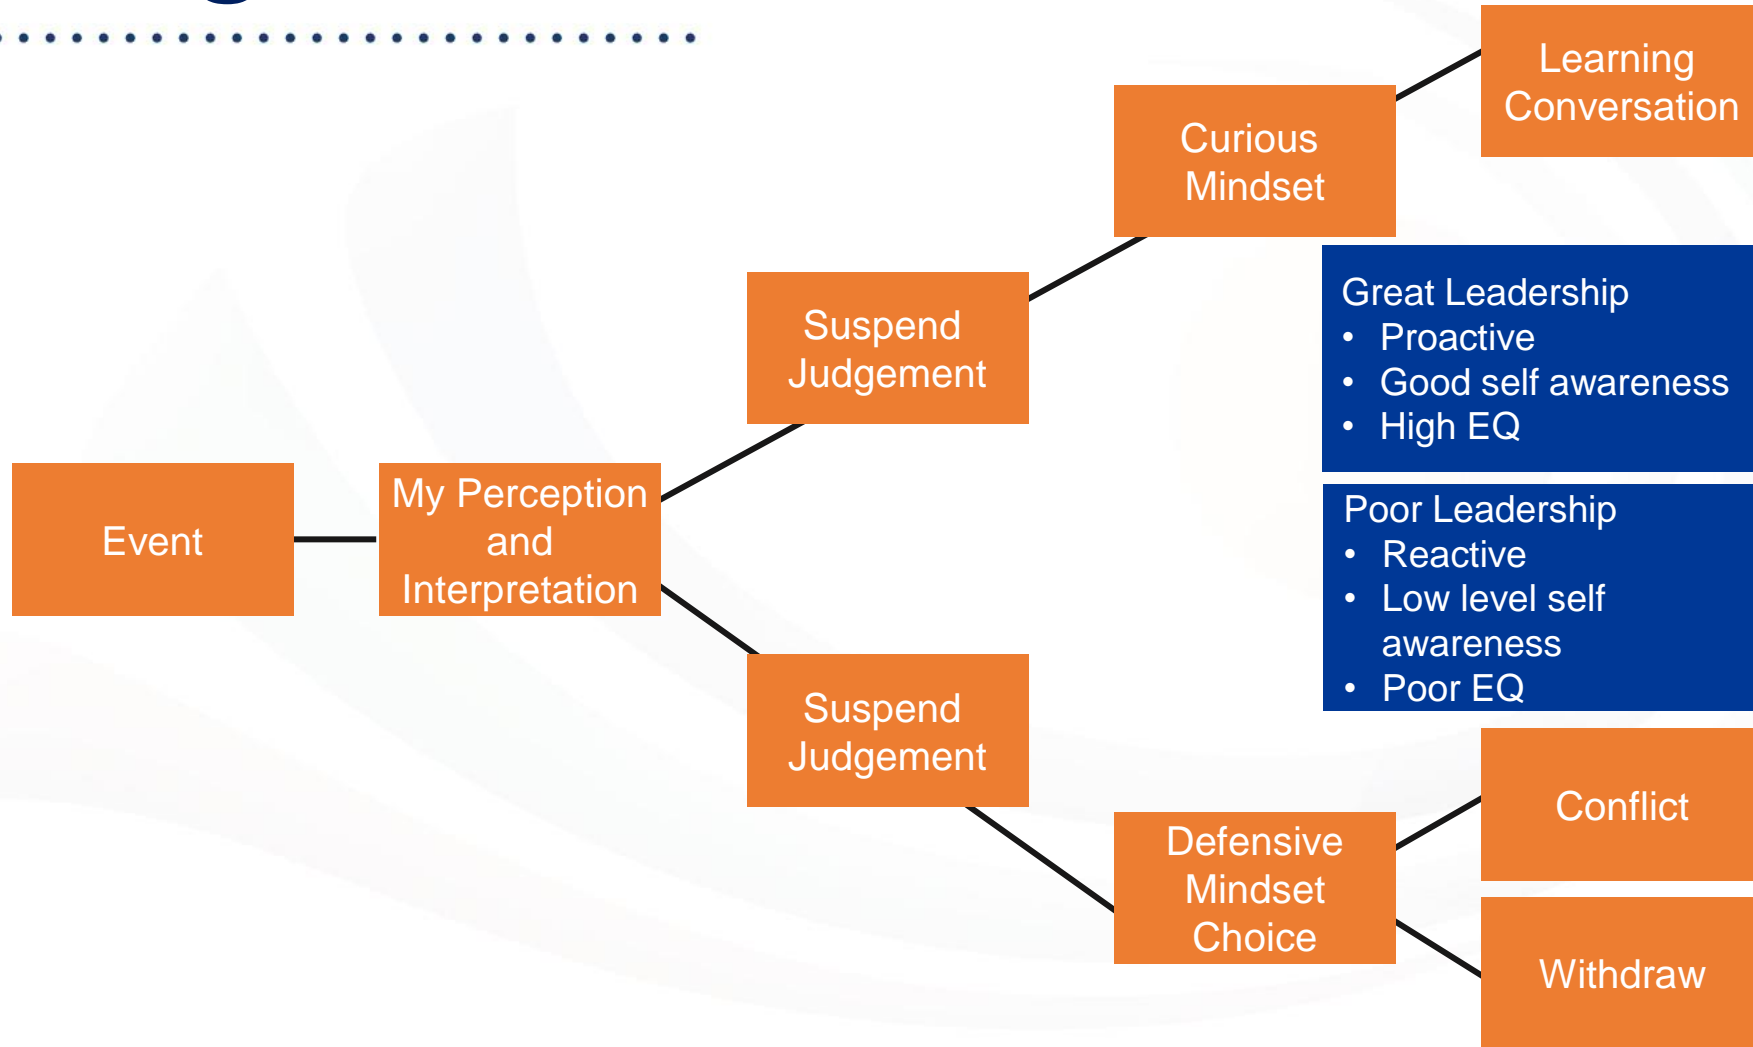 Learning
Conversation
Curious
Mindset
Great Leadership
• Proactive
• Good self awareness
• High EQ
Suspend
Judgement
Event
My Perception
and
Interpretation
Poor Leadership
• Reactive
• Low level self
awareness
• Poor EQ
Suspend
Judgement
Defensive
Mindset
Choice
Conflict
Withdraw